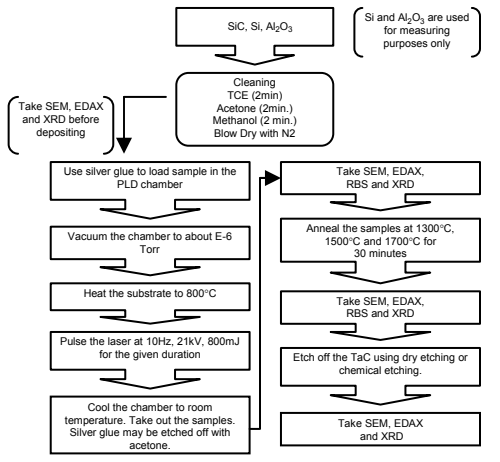 SiC, Si, Al₂O₃
Si and Al₂O₃ are used
for measuring
purposes only
Cleaning
TCE (2min)
Acetone (2min.)
Methanol (2 min.)
Blow Dry with N2
Take SEM, EDAX
and XRD before
depositing
Use silver glue to load sample in the
PLD chamber
Vacuum the chamber to about E-6
Torr
Heat the substrate to 800°C
Pulse the laser at 10Hz, 21kV, 800mJ
for the given duration
Cool the chamber to room
temperature. Take out the samples.
Silver glue may be etched off with
acetone.
Take SEM, EDAX,
RBS and XRD
Anneal the samples at 1300°C,
1500°C and 1700°C for
30 minutes
Take SEM, EDAX,
RBS and XRD
Etch off the TaC using dry etching or
chemical etching.
Take SEM, EDAX
and XRD